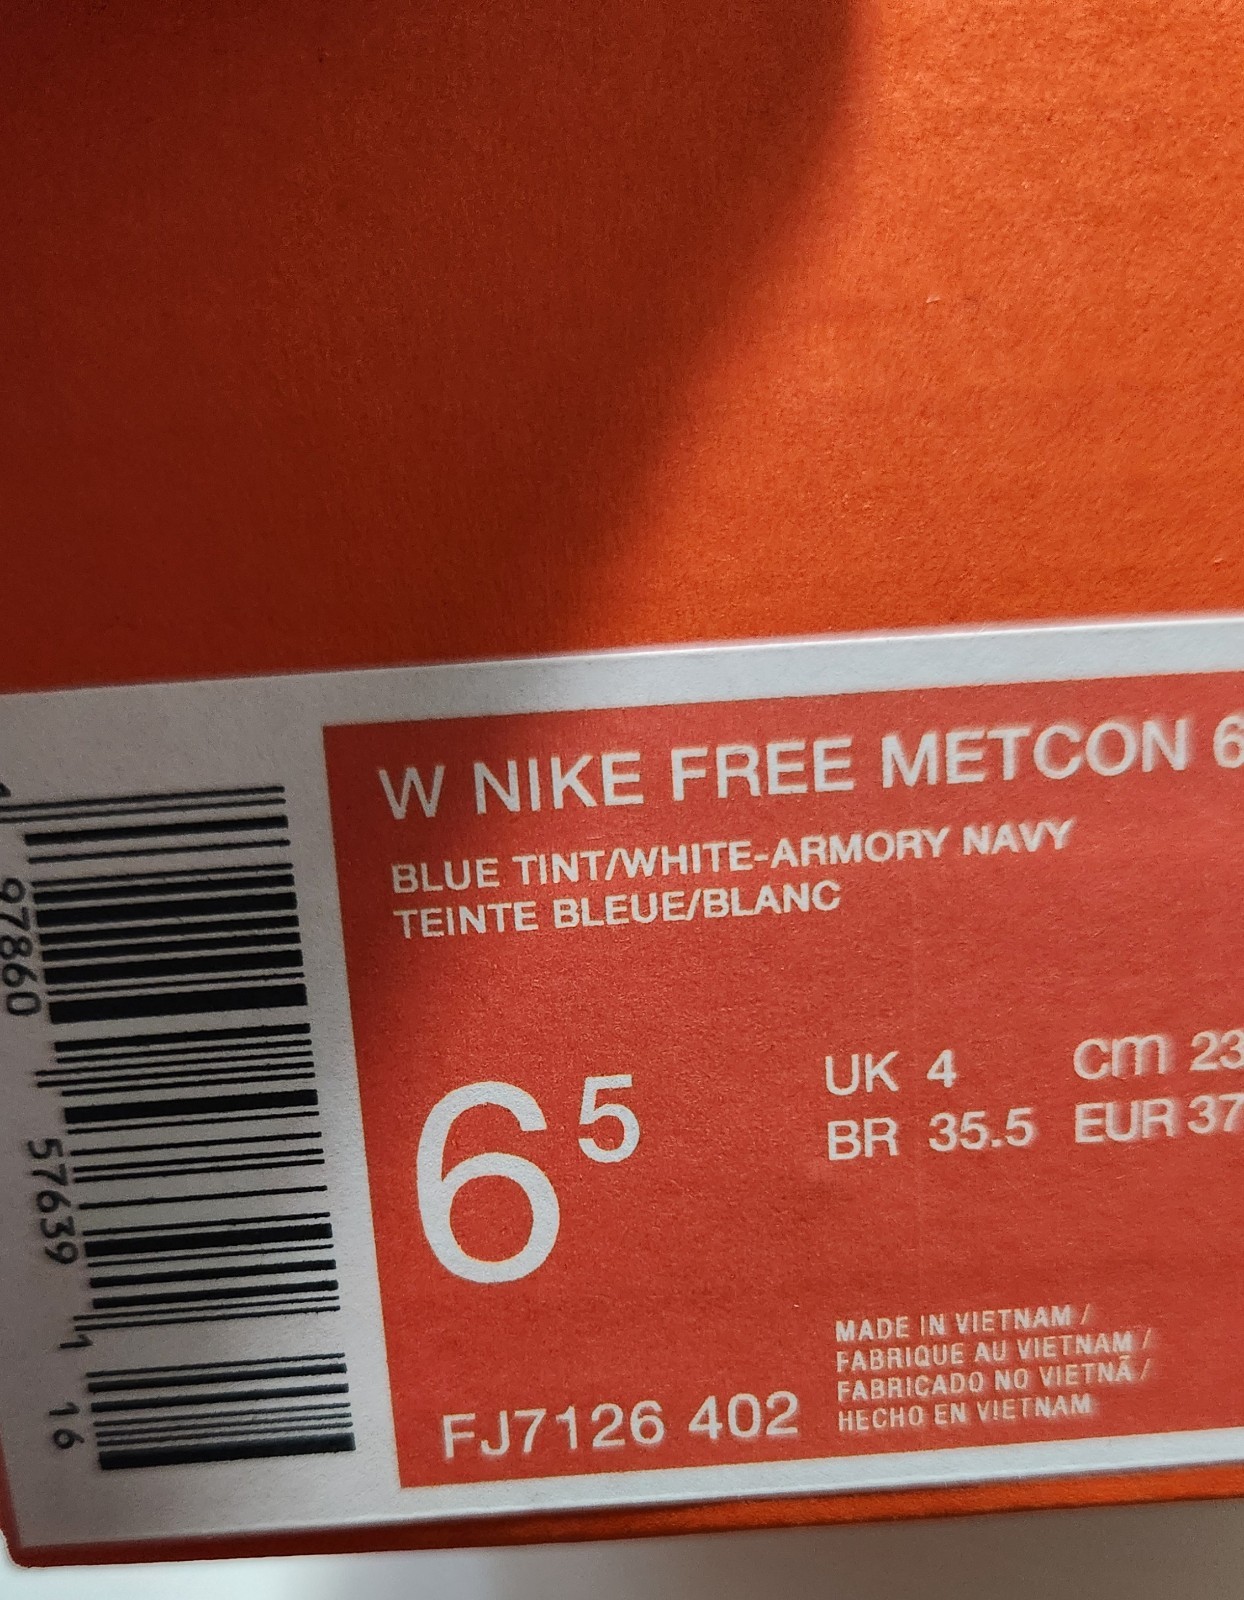 W NIKE FREE METCON 6
BLUE TINT/WHITE-ARMORY NAVY
TEINTE BLEUE/BLANC
6 5
UK 4 cm 23
BR 35.5 EUR 37
FJ7126 402
MADE IN VIETNAM /
FABRIQUE AU VIETNAM /
FABRICADO NO VIETNÃ /
HECHO EN VIETNAM
97860 57639 1 16